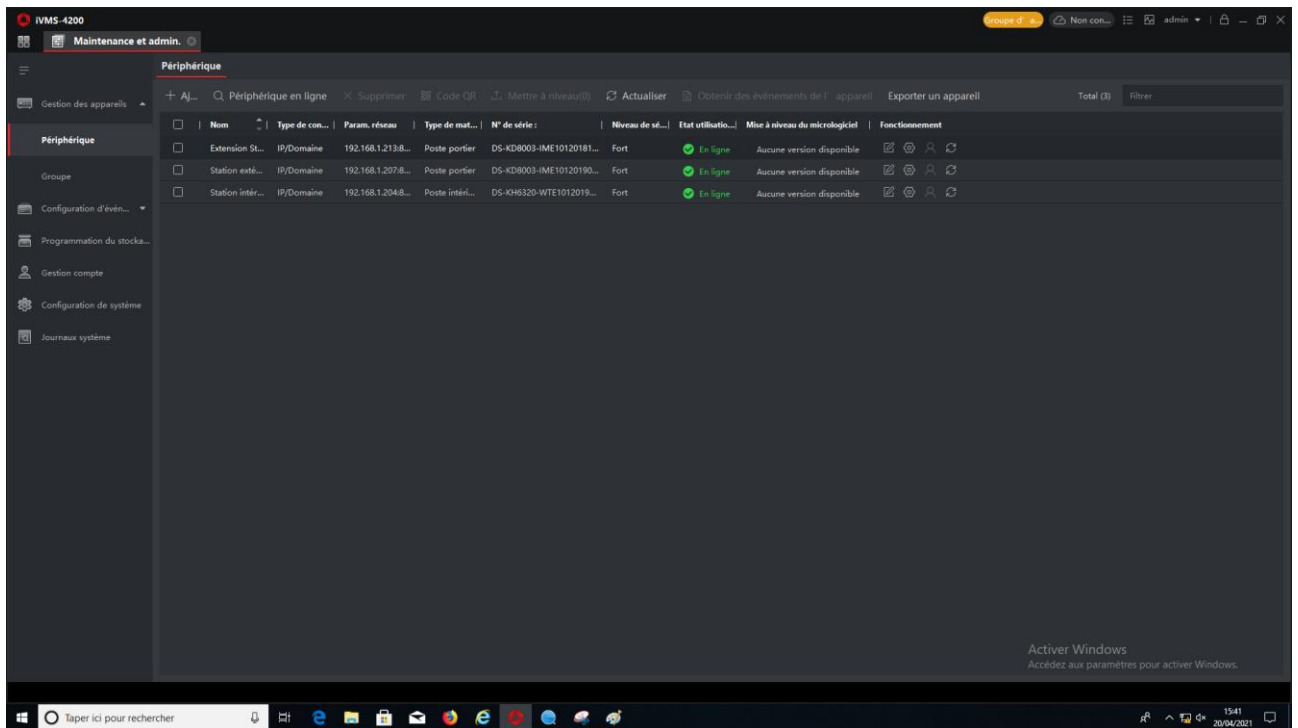 iVMS-4200
Groupe d' a...
Non con...
admin
Maintenance et admin.
Périphérique
Gestion des appareils
Périphérique
Groupe
Configuration d'évén...
Programmation du stocka...
Gestion compte
Configuration de système
Journaux système
Aj... Périphérique en ligne Supprimer Code QR Mettre à niveau(0) Actualiser Obtenir des événements de l' appareil Exporter un appareil Total (3) Filtrer
Nom Type de con... Param. réseau Type de mat... N° de série : Niveau de sé... Etat utilisatio... Mise à niveau du micrologiciel Fonctionnement
Extension St... IP/Domaine 192.168.1.213:8... Poste portier DS-KD8003-IME10120181... Fort En ligne Aucune version disponible
Station exté... IP/Domaine 192.168.1.207:8... Poste portier DS-KD8003-IME10120190... Fort En ligne Aucune version disponible
Station intér... IP/Domaine 192.168.1.204:8... Poste intéri... DS-KH6320-WTE1012019... Fort En ligne Aucune version disponible
Activer Windows
Accédez aux paramètres pour activer Windows.
Taper ici pour rechercher
15:41
20/04/2021